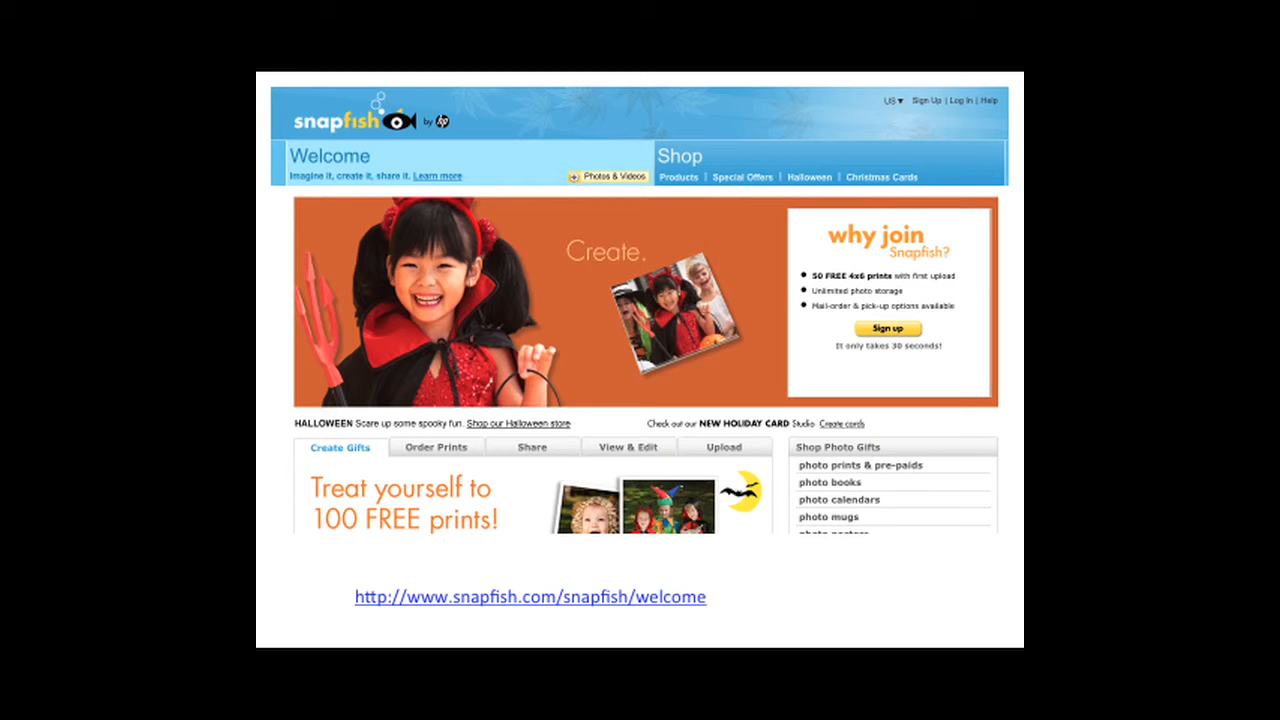 snapfish by hp
US▼ Sign Up | Log In | Help
Welcome
Imagine it, create it, share it. Learn more
Photos & Videos
Shop
Products | Special Offers | Halloween | Christmas Cards
Create.
why join
Snapfish?
• 50 FREE 4x6 prints with first upload
• Unlimited photo storage
• Mail-order & pick-up options available
Sign up
It only takes 30 seconds!
HALLOWEEN Scare up some spooky fun. Shop our Halloween store
Check out our NEW HOLIDAY CARD Studio Create cards
Create Gifts
Order Prints
Share
View & Edit
Upload
Treat yourself to
100 FREE prints!
Shop Photo Gifts
photo prints & pre-paids
photo books
photo calendars
photo mugs
http://www.snapfish.com/snapfish/welcome